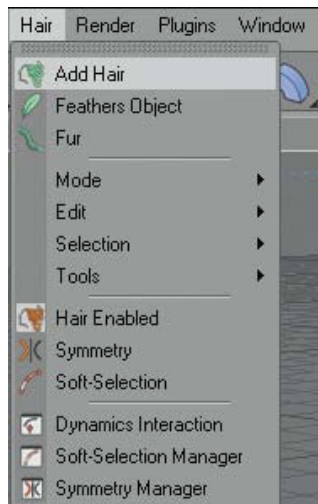 Hair Render Plugins Window
Add Hair
Feathers Object
Fur
Mode
Edit
Selection
Tools
Hair Enabled
Symmetry
Soft-Selection
Dynamics Interaction
Soft-Selection Manager
Symmetry Manager